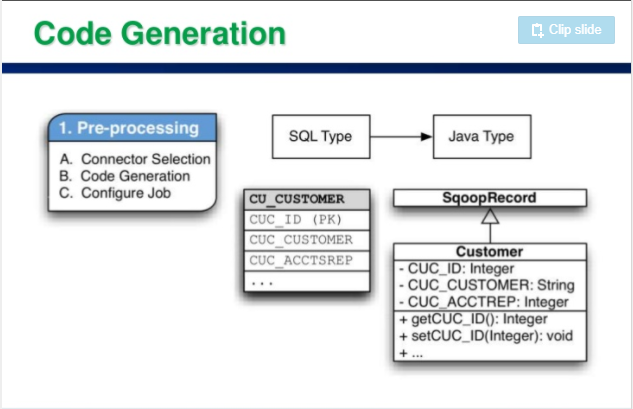 Code Generation
Clip slide
1. Pre-processing
A. Connector Selection
B. Code Generation
C. Configure Job
SQL Type
Java Type
CU_CUSTOMER
CUC_ID (PK)
CUC_CUSTOMER
CUC_ACCTSREP
...
SqoopRecord
Customer
- CUC_ID: Integer
- CUC_CUSTOMER: String
- CUC_ACCTREP: Integer
+ getCUC_ID(): Integer
+ setCUC_ID(Integer): void
+ ...